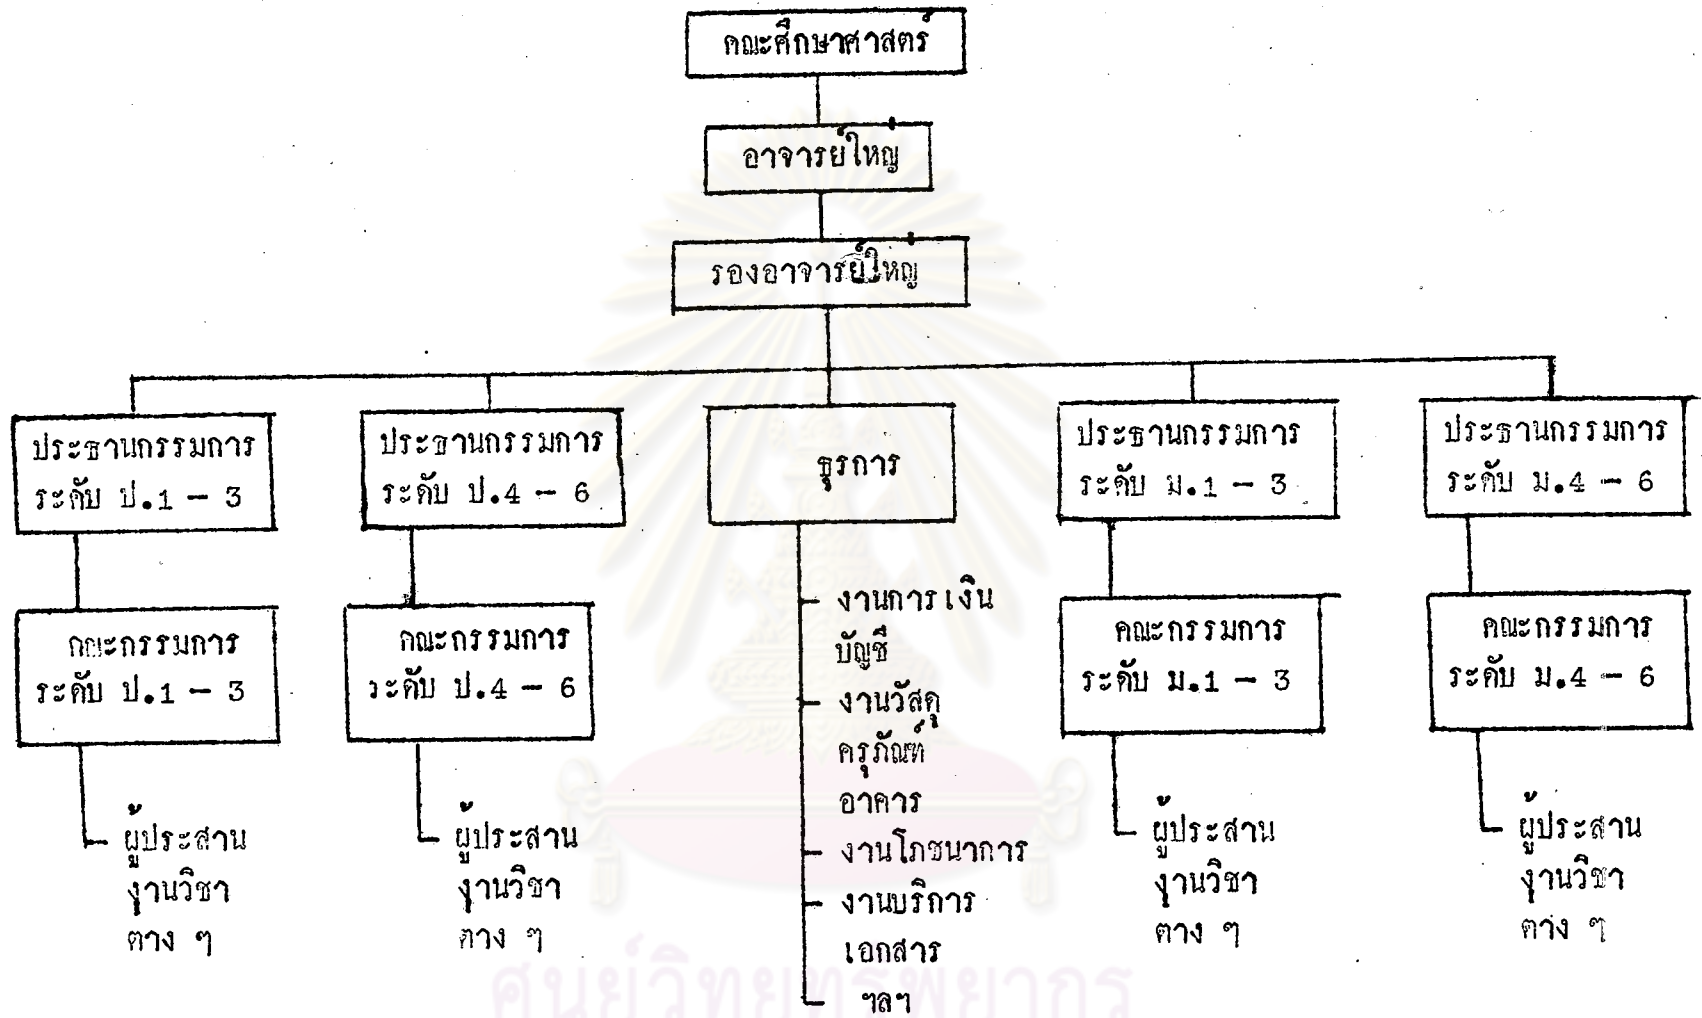 คณะศึกษาศาสตร์
อาจารย์ใหญ่
รองอาจารย์ใหญ่
ประธานกรรมการ
ระดับ ป.1 - 3
ประธานกรรมการ
ระดับ ป.4 - 6
ธุรการ
ประธานกรรมการ
ระดับ ม.1 - 3
ประธานกรรมการ
ระดับ ม.4 - 6
คณะกรรมการ
ระดับ ป.1 - 3
คณะกรรมการ
ระดับ ป.4 - 6
คณะกรรมการ
ระดับ ม.1 - 3
คณะกรรมการ
ระดับ ม.4 - 6
งานการเงิน
บัญชี
งานวัสดุ
ครุภัณฑ์
อาคาร
งานโภชนาการ
งานบริการ
เอกสาร
ฯลฯ
ผู้ประสาน
งานวิชา
ต่าง ๆ
ผู้ประสาน
งานวิชา
ต่าง ๆ
ผู้ประสาน
งานวิชา
ต่าง ๆ
ผู้ประสาน
งานวิชา
ต่าง ๆ
ศูนย์วิทยทรัพยากร